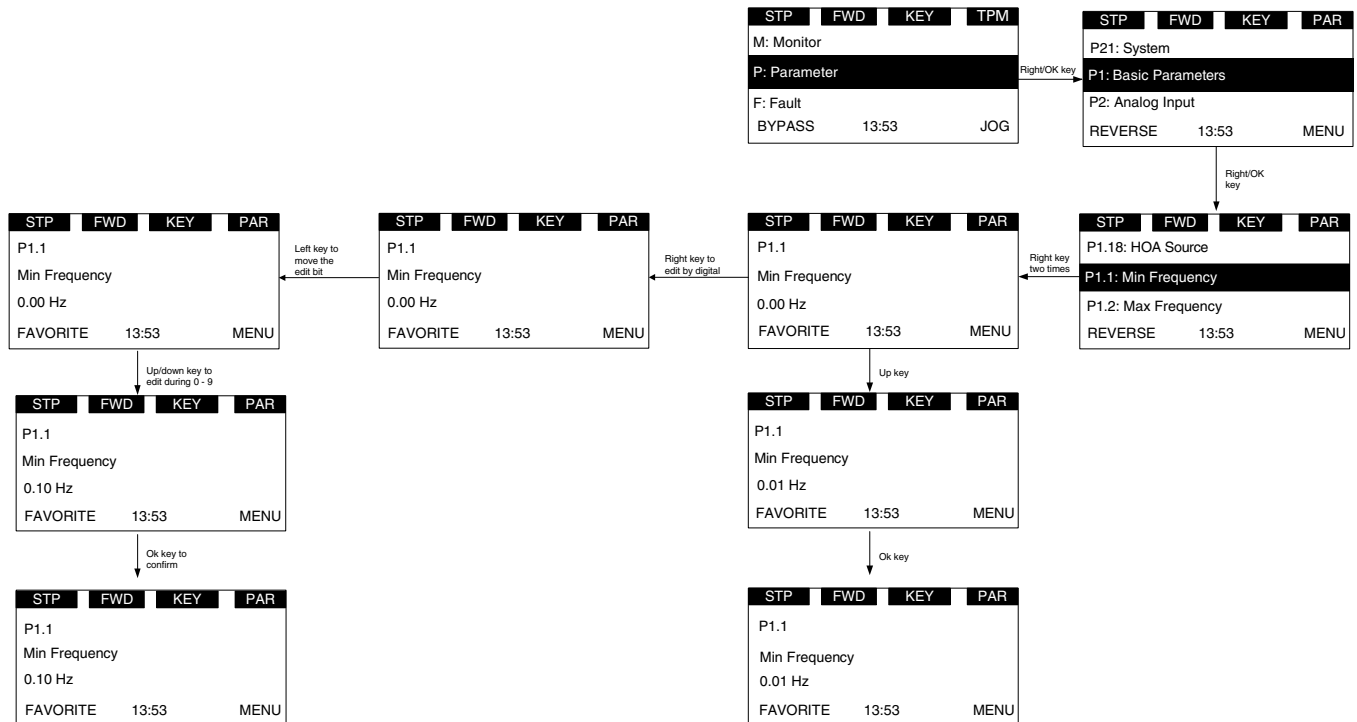 STP FWD KEY TPM
M: Monitor
P: Parameter
F: Fault
BYPASS 13:53 JOG
Right/OK key
STP FWD KEY PAR
P21: System
P1: Basic Parameters
P2: Analog Input
REVERSE 13:53 MENU
Right/OK
key
STP FWD KEY PAR
P1.18: HOA Source
P1.1: Min Frequency
P1.2: Max Frequency
REVERSE 13:53 MENU
Right key
two times
STP FWD KEY PAR
P1.1
Min Frequency
0.00 Hz
FAVORITE 13:53 MENU
Right key to
edit by digital
STP FWD KEY PAR
P1.1
Min Frequency
0.00 Hz
FAVORITE 13:53 MENU
Left key to
move the
edit bit
STP FWD KEY PAR
P1.1
Min Frequency
0.00 Hz
FAVORITE 13:53 MENU
Up/down key to
edit during 0 - 9
STP FWD KEY PAR
P1.1
Min Frequency
0.10 Hz
FAVORITE 13:53 MENU
Ok key to
confirm
STP FWD KEY PAR
P1.1
Min Frequency
0.10 Hz
FAVORITE 13:53 MENU
Up key
STP FWD KEY PAR
P1.1
Min Frequency
0.01 Hz
FAVORITE 13:53 MENU
Ok key
STP FWD KEY PAR
P1.1
Min Frequency
0.01 Hz
FAVORITE 13:53 MENU